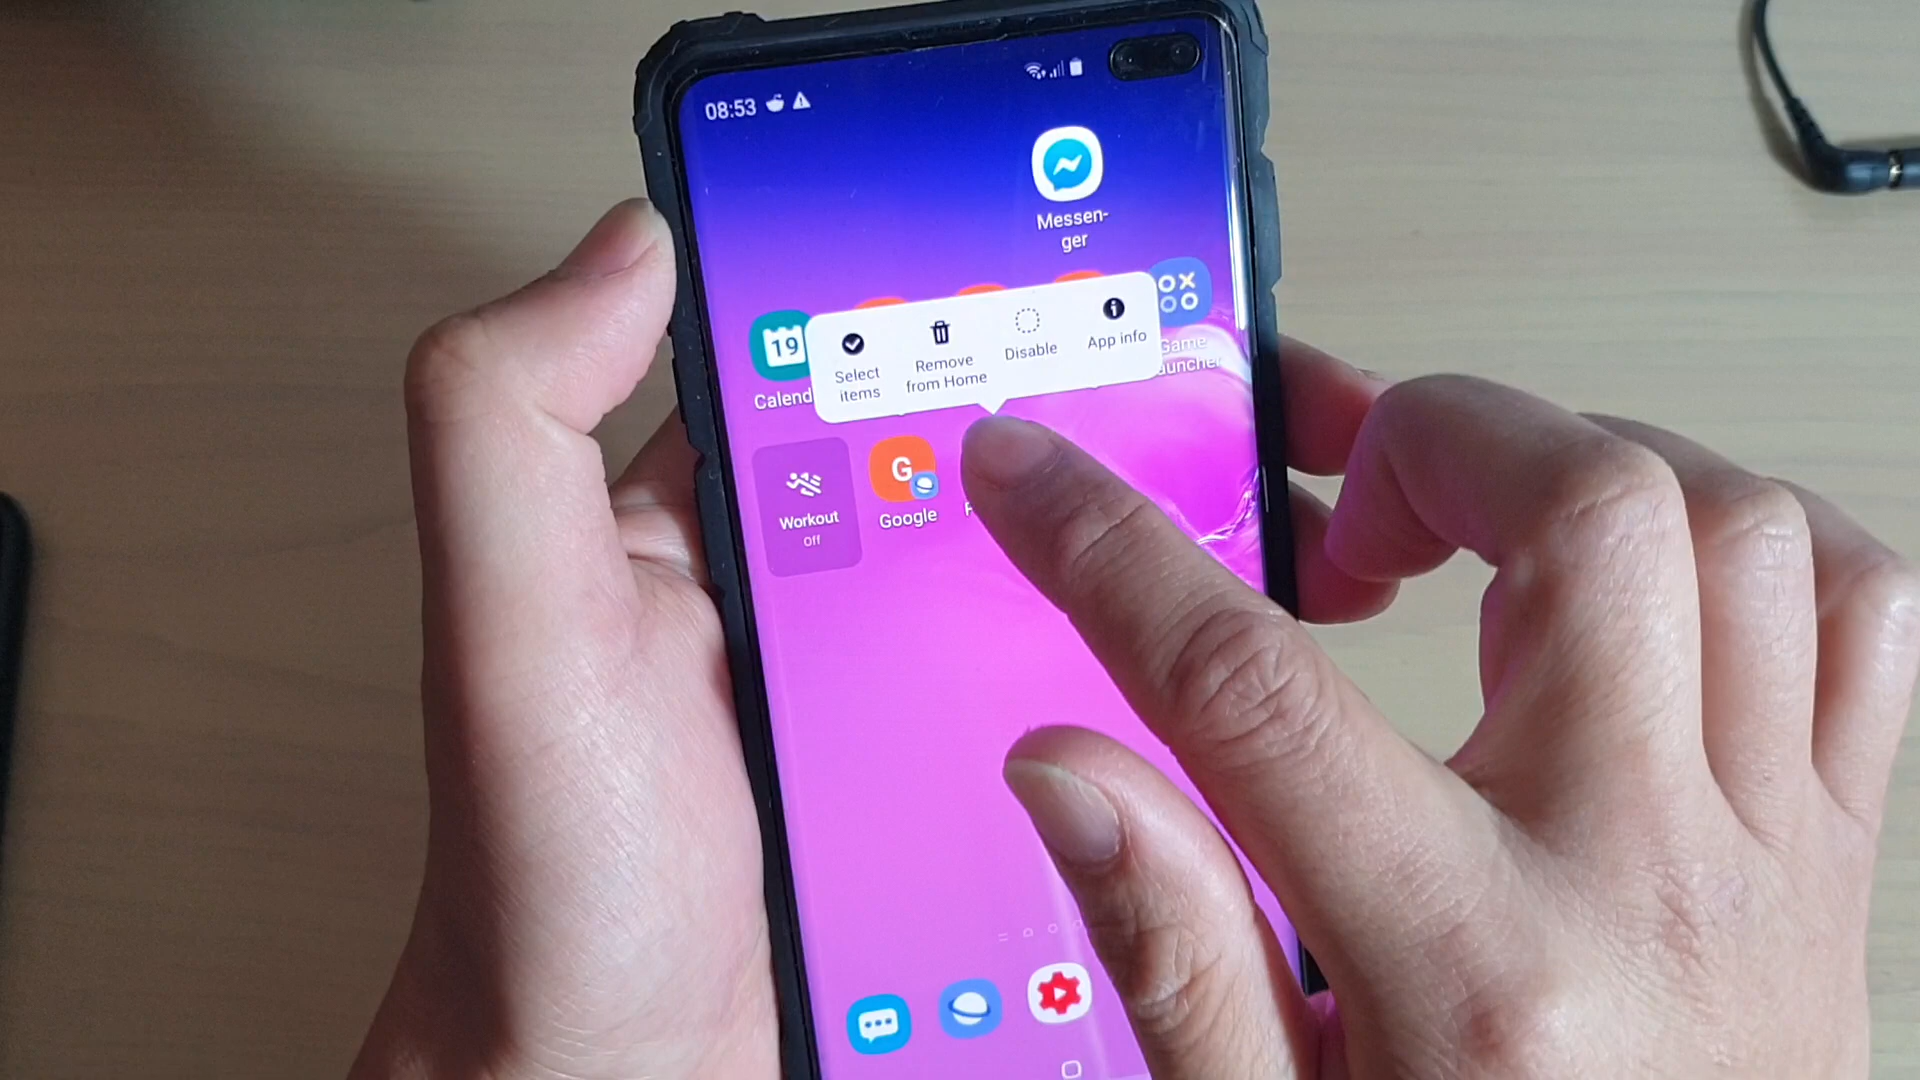 08:53
Messen-
ger
19
Select
items
Remove
from Home
Disable
App info
Calend
Game
auncher
Workout
Off
G
Google